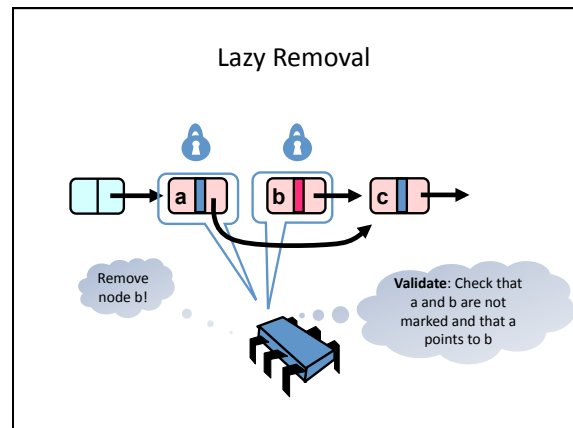 Lazy Removal
a
b
c
Remove
node b!
Validate: Check that
a and b are not
marked and that a
points to b